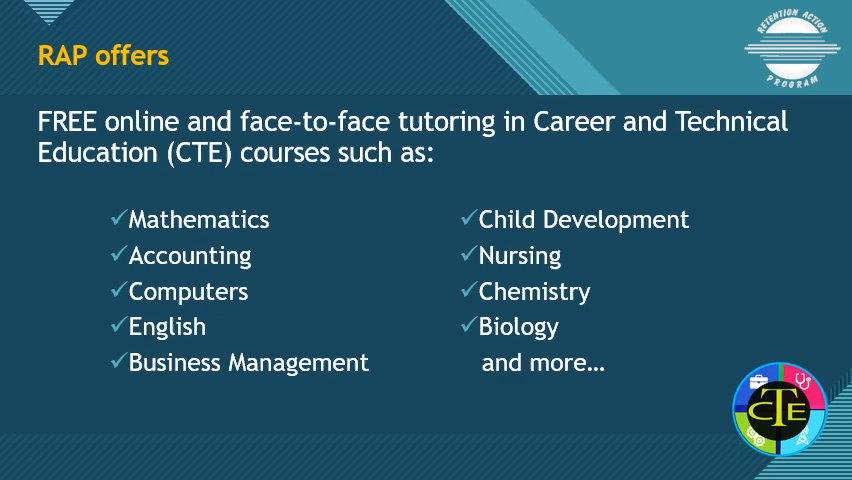 RAP offers
RETENTION ACTION
PROGRAM
FREE online and face-to-face tutoring in Career and Technical
Education (CTE) courses such as:
✓Mathematics
✓Accounting
✓Computers
✓English
✓Business Management
✓Child Development
✓Nursing
✓Chemistry
✓Biology
and more…
CTE